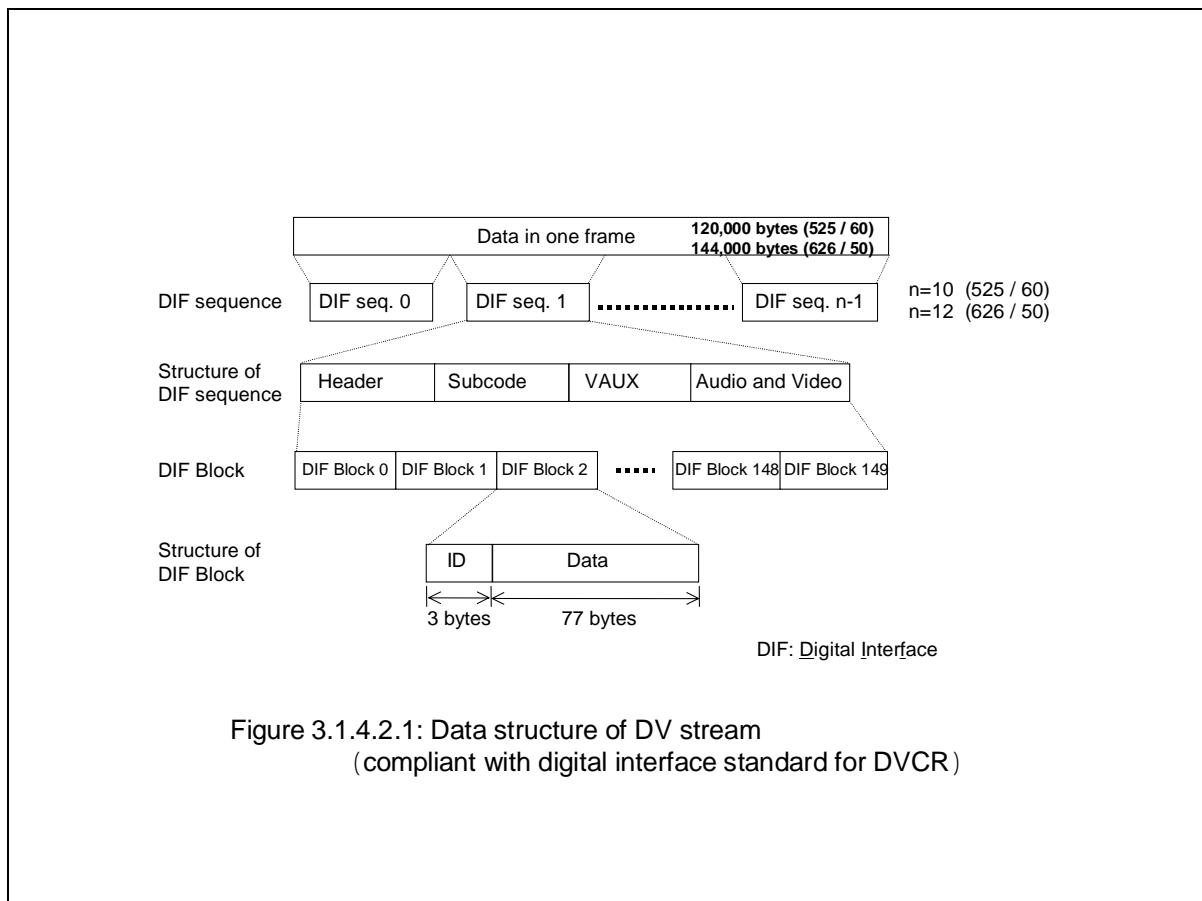 Data in one frame
120,000 bytes (525 / 60)
144,000 bytes (626 / 50)
DIF sequence
DIF seq. 0
DIF seq. 1
DIF seq. n-1
n=10 (525 / 60)
n=12 (626 / 50)
Structure of
DIF sequence
Header
Subcode
VAUX
Audio and Video
DIF Block
DIF Block 0
DIF Block 1
DIF Block 2
DIF Block 148
DIF Block 149
Structure of
DIF Block
ID
Data
3 bytes
77 bytes
DIF: Digital Interface
Figure 3.1.4.2.1: Data structure of DV stream
(compliant with digital interface standard for DVCR)